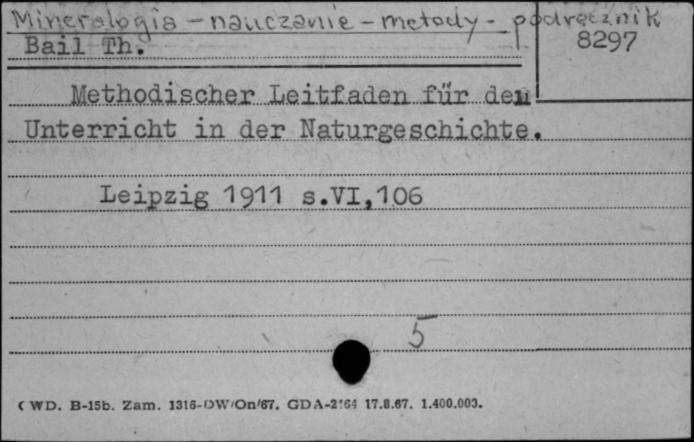 Mineralogia - nauczanie - metody - podręcznik
Bail Th.
8297
Methodischer Leitfaden für den
Unterricht in der Naturgeschichte.
Leipzig 1911 s.VI,106
5
WD. B-15b. Zam. 1316-DW/On/67. GDA-2164 17.8.67. 1.400.000.